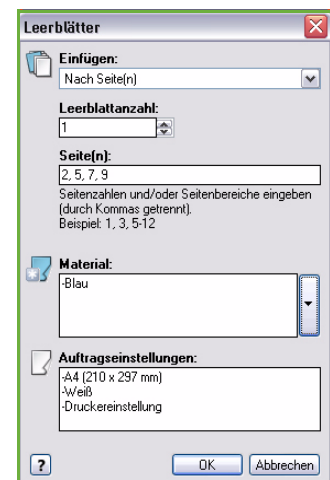 Leerblätter
Einfügen:
Nach Seite(n)
Leerblattanzahl:
1
Seite(n):
2, 5, 7, 9
Seitenzahlen und/oder Seitenbereiche eingeben
(durch Kommas getrennt).
Beispiel: 1, 3, 5-12
Material:
-Blau
Auftragseinstellungen:
-A4 (210 x 297 mm)
-Weiß
-Druckereinstellung
?
OK Abbrechen